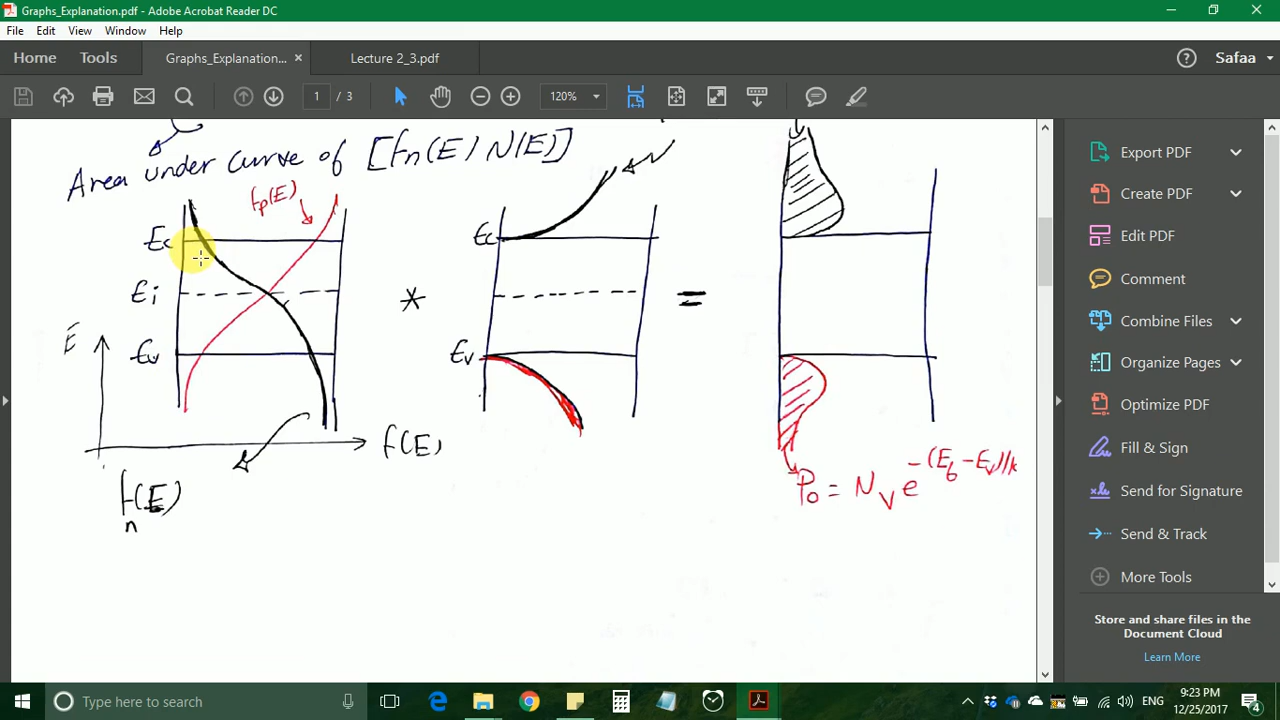 Graphs_Explanation.pdf - Adobe Acrobat Reader DC
File Edit View Window Help
Home Tools Graphs_Explanation... × Lecture 2_3.pdf Safaa
1 / 3 120%
Area under curve of [fn(E) N(E)]
fp(E)
Ec
Ei
Ev
E
f(E)
fn(E)
*
Ec
Ev
=
P0 = Nv e
Export PDF
Create PDF
Edit PDF
Comment
Combine Files
Organize Pages
Optimize PDF
Fill & Sign
Send for Signature
Send & Track
More Tools
Store and share files in the
Document Cloud
Learn More
Type here to search
ENG
9:23 PM
12/25/2017
4